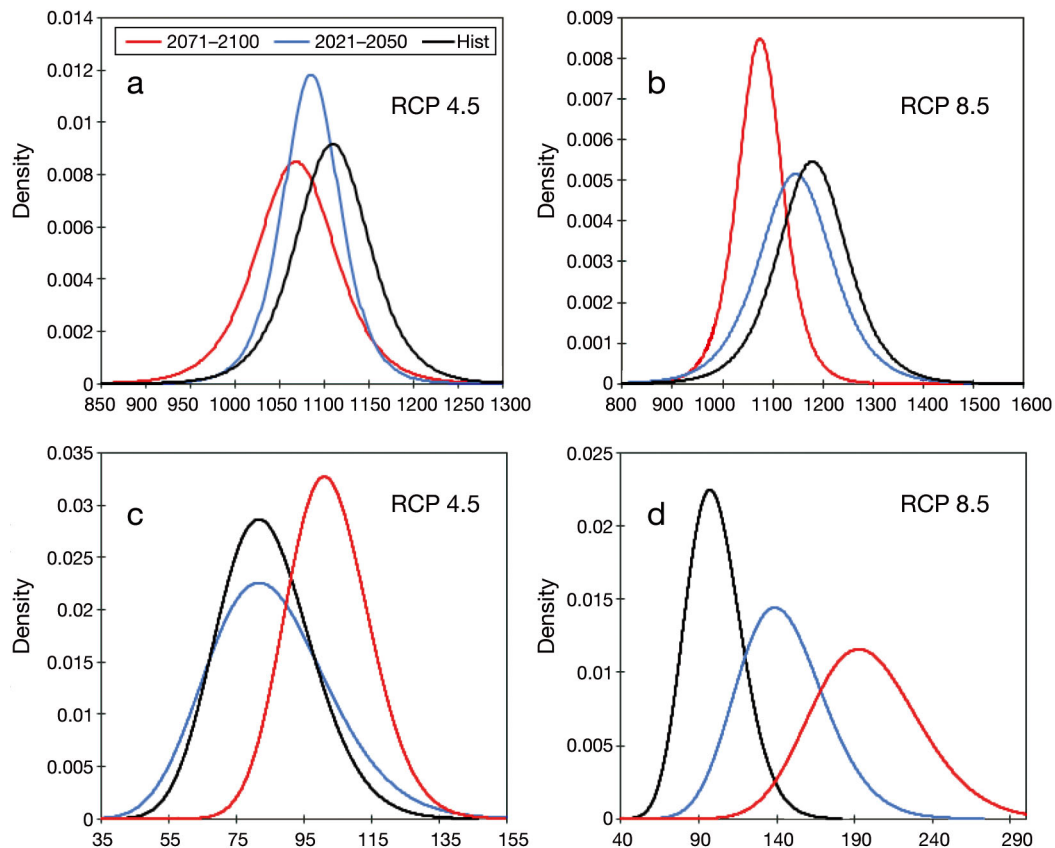 0.014
0.012
0.01
0.008
0.006
0.004
0.002
0
Density
2071–2100 2021–2050 Hist
a
RCP 4.5
850 900 950 1000 1050 1100 1150 1200 1250 1300
0.009
0.008
0.007
0.006
0.005
0.004
0.003
0.002
0.001
0
Density
b
RCP 8.5
800 900 1000 1100 1200 1300 1400 1500 1600
0.035
0.03
0.025
0.02
0.015
0.01
0.005
0
Density
c
RCP 4.5
35 55 75 95 115 135 155
0.025
0.02
0.015
0.01
0.005
0
Density
d
RCP 8.5
40 90 140 190 240 290